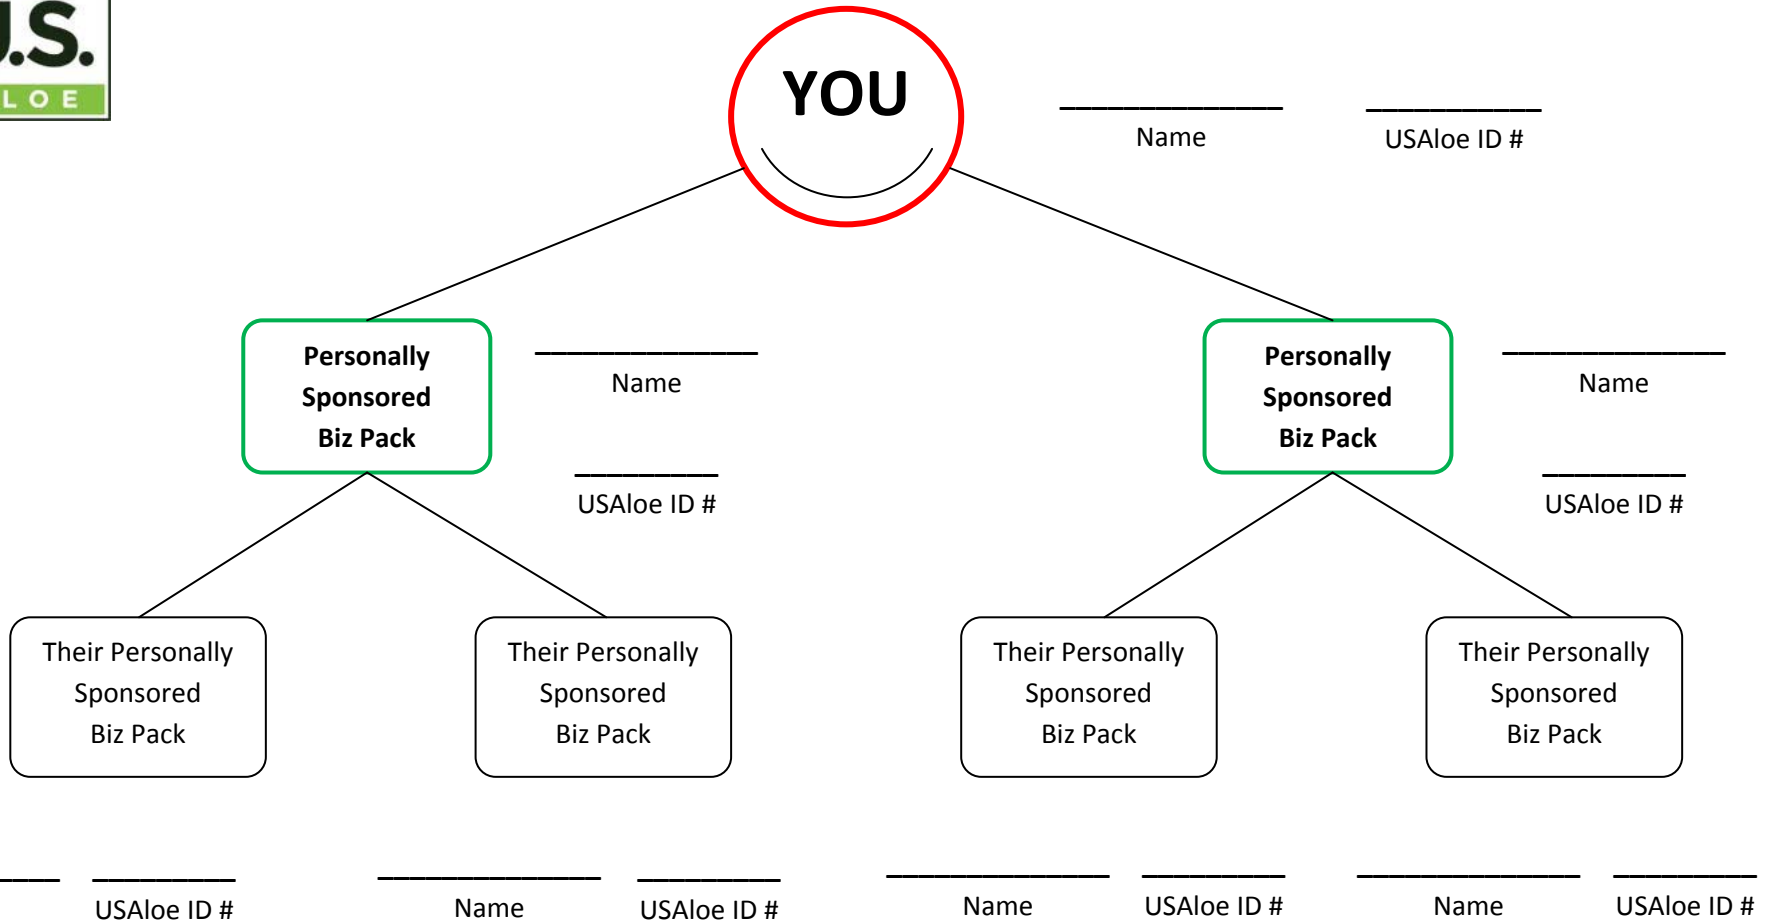 U.S.
LOE
YOU
Name USAloe ID #
Personally
Sponsored
Biz Pack
Name
USAloe ID #
Personally
Sponsored
Biz Pack
Name
USAloe ID #
Their Personally
Sponsored
Biz Pack
Their Personally
Sponsored
Biz Pack
Their Personally
Sponsored
Biz Pack
Their Personally
Sponsored
Biz Pack
USAloe ID # Name USAloe ID # Name USAloe ID # Name USAloe ID #